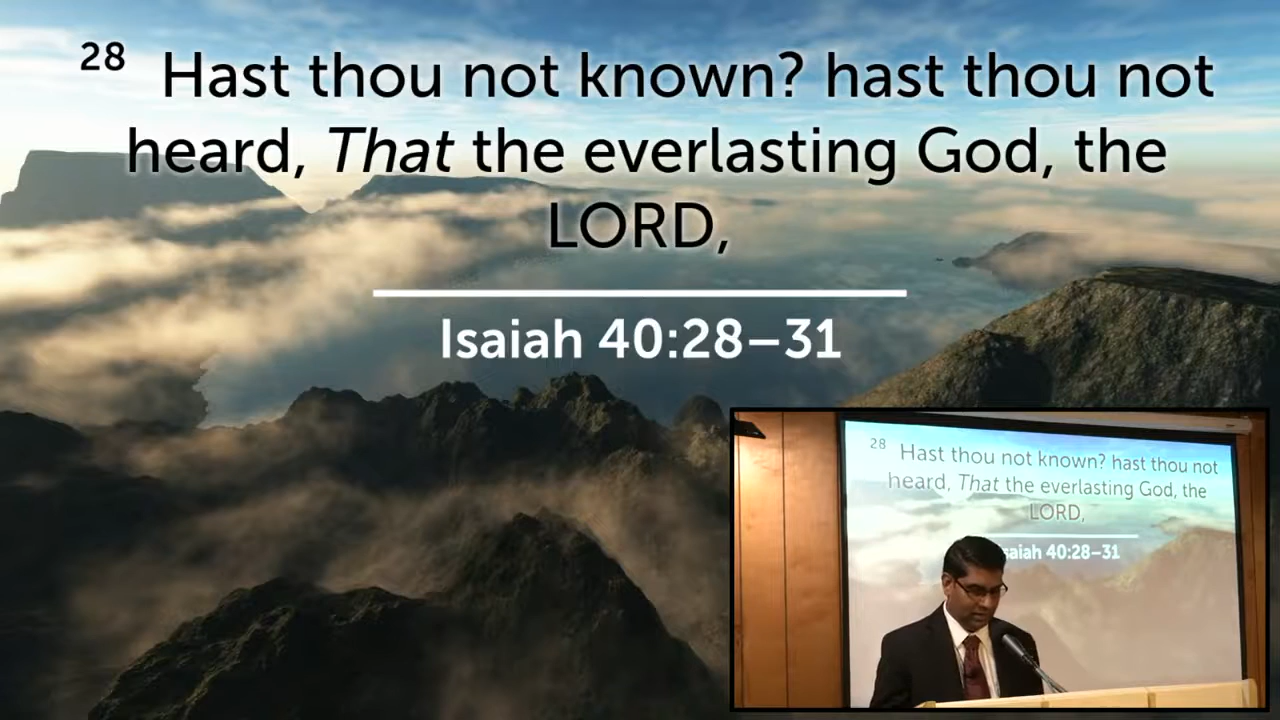 28 Hast thou not known? hast thou not
heard, That the everlasting God, the
LORD,
Isaiah 40:28–31
28 Hast thou not known? hast thou not
heard, That the everlasting God, the
LORD,
saiah 40:28–31